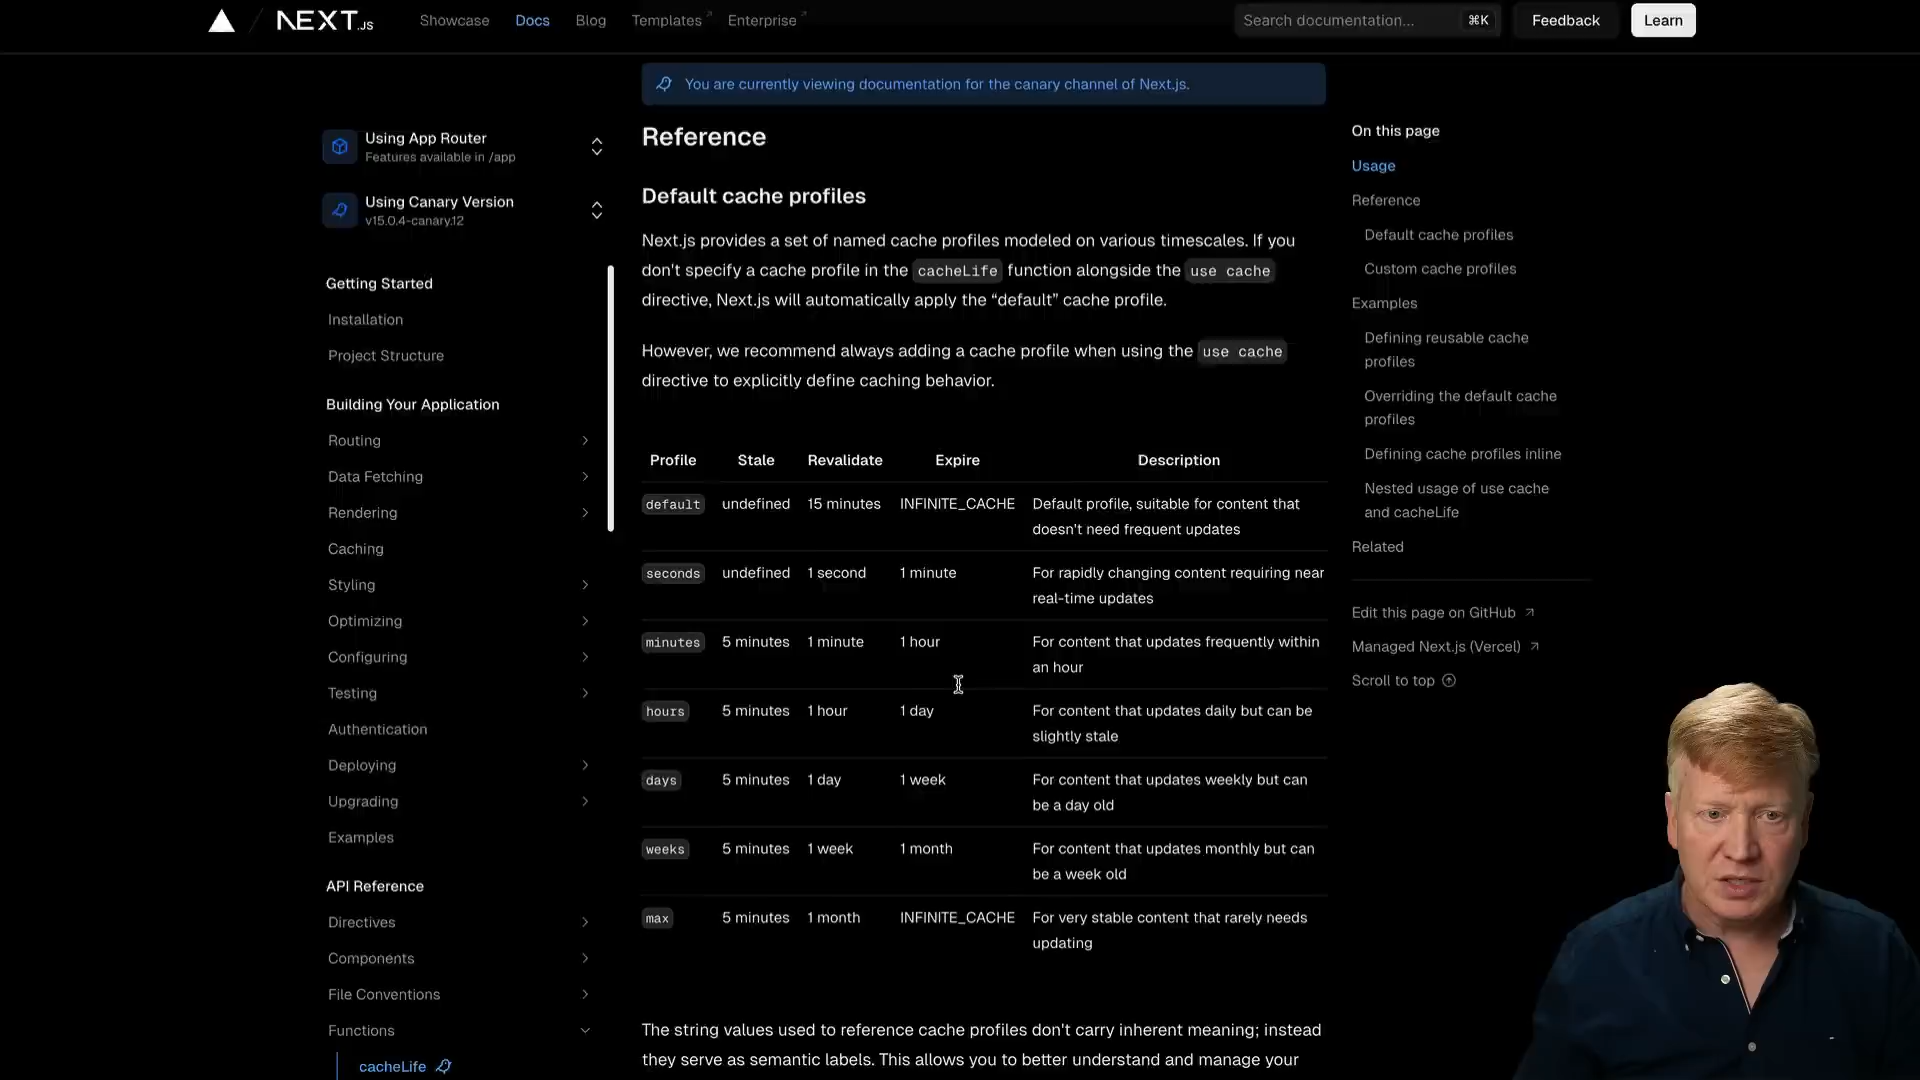 NEXT.JS
Showcase
Docs
Blog
Templates
Enterprise
Search documentation...
⌘K
Feedback
Learn
You are currently viewing documentation for the canary channel of Next.js.
Using App Router
Features available in /app
Using Canary Version
v15.0.4-canary.12
Getting Started
Installation
Project Structure
Building Your Application
Routing
Data Fetching
Rendering
Caching
Styling
Optimizing
Configuring
Testing
Authentication
Deploying
Upgrading
Examples
API Reference
Directives
Components
File Conventions
Functions
cacheLife
Reference
Default cache profiles
Next.js provides a set of named cache profiles modeled on various timescales. If you
don't specify a cache profile in the cacheLife function alongside the use cache
directive, Next.js will automatically apply the “default” cache profile.
However, we recommend always adding a cache profile when using the use cache
directive to explicitly define caching behavior.
Profile Stale Revalidate Expire Description
default undefined 15 minutes INFINITE_CACHE Default profile, suitable for content that
doesn't need frequent updates
seconds undefined 1 second 1 minute For rapidly changing content requiring near
real-time updates
minutes 5 minutes 1 minute 1 hour For content that updates frequently within
an hour
hours 5 minutes 1 hour 1 day For content that updates daily but can be
slightly stale
days 5 minutes 1 day 1 week For content that updates weekly but can
be a day old
weeks 5 minutes 1 week 1 month For content that updates monthly but can
be a week old
max 5 minutes 1 month INFINITE_CACHE For very stable content that rarely needs
updating
The string values used to reference cache profiles don't carry inherent meaning; instead
they serve as semantic labels. This allows you to better understand and manage your
On this page
Usage
Reference
Default cache profiles
Custom cache profiles
Examples
Defining reusable cache
profiles
Overriding the default cache
profiles
Defining cache profiles inline
Nested usage of use cache
and cacheLife
Related
Edit this page on GitHub
Managed Next.js (Vercel)
Scroll to top